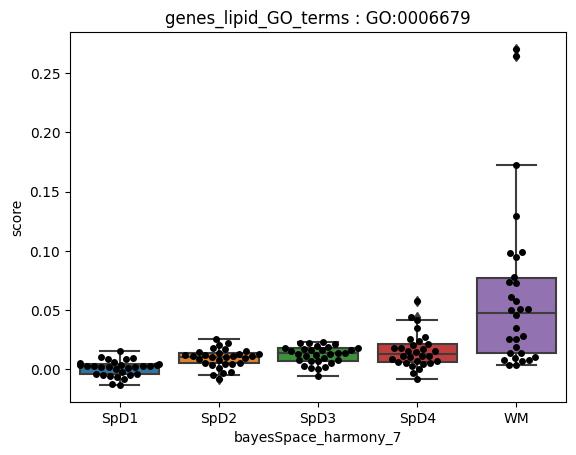 genes_lipid_GO_terms : GO:0006679
0.25
0.20
0.15
0.10
0.05
0.00
score
SpD1 SpD2 SpD3 SpD4 WM
bayesSpace_harmony_7